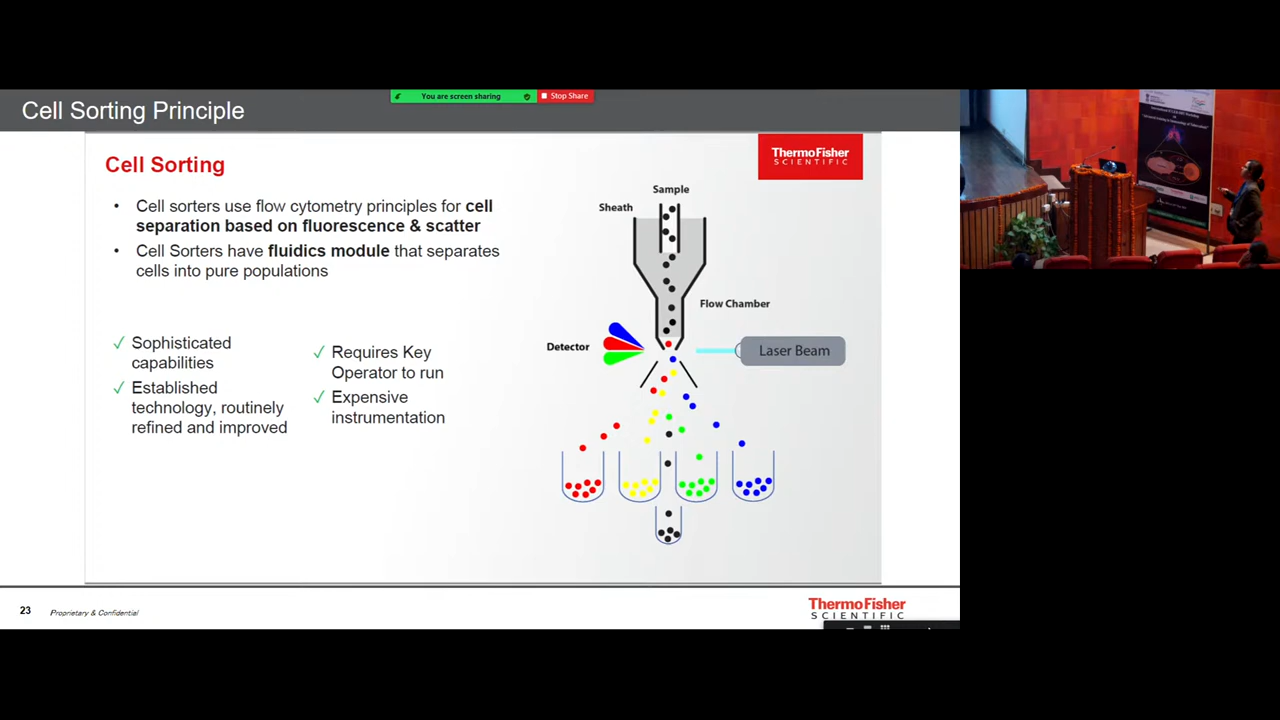 Cell Sorting Principle
You are screen sharing
Stop Share
ThermoFisher
SCIENTIFIC
Cell Sorting
• Cell sorters use flow cytometry principles for cell
separation based on fluorescence & scatter
• Cell Sorters have fluidics module that separates
cells into pure populations
✓ Sophisticated
capabilities
✓ Established
technology, routinely
refined and improved
✓ Requires Key
Operator to run
✓ Expensive
instrumentation
Sample
Sheath
Flow Chamber
Detector
Laser Beam
23
Proprietary & Confidential
ThermoFisher
SCIENTIFIC